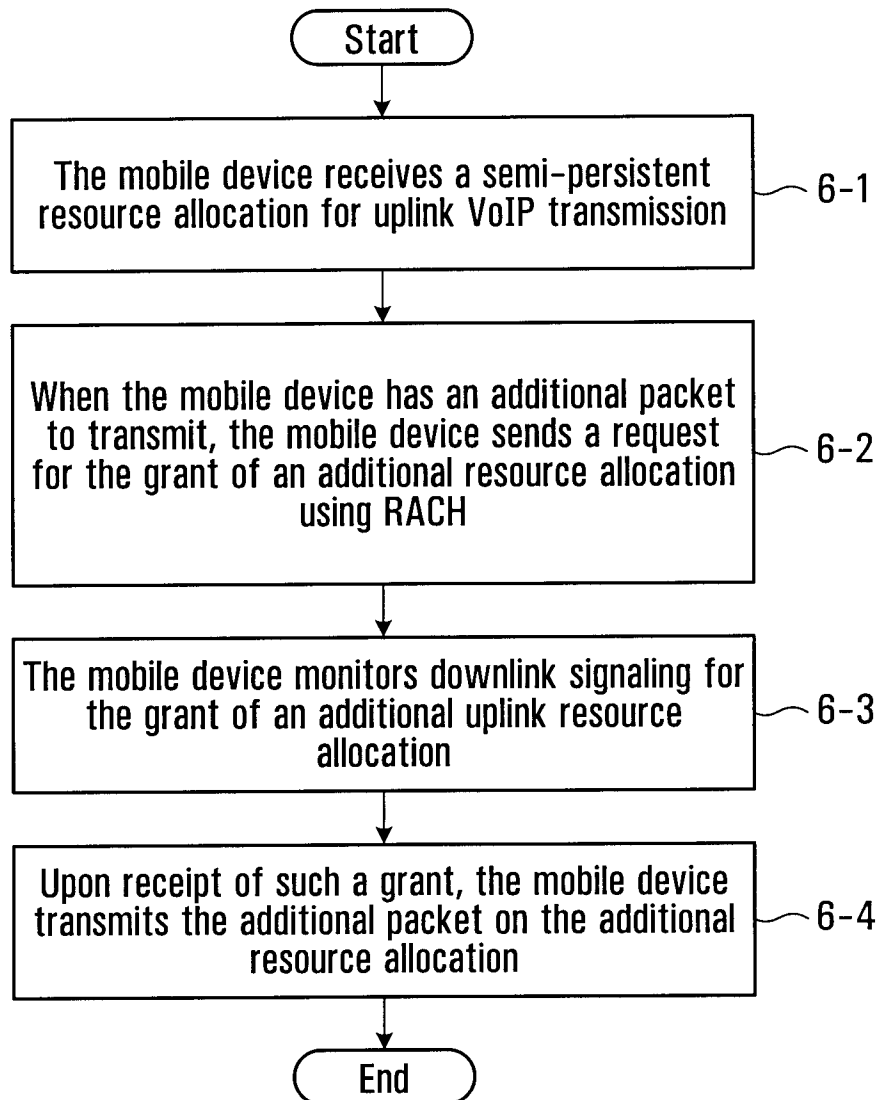 Start
The mobile device receives a semi-persistent
resource allocation for uplink VoIP transmission
6-1
When the mobile device has an additional packet
to transmit, the mobile device sends a request
for the grant of an additional resource allocation
using RACH
6-2
The mobile device monitors downlink signaling for
the grant of an additional uplink resource
allocation
6-3
Upon receipt of such a grant, the mobile device
transmits the additional packet on the additional
resource allocation
6-4
End